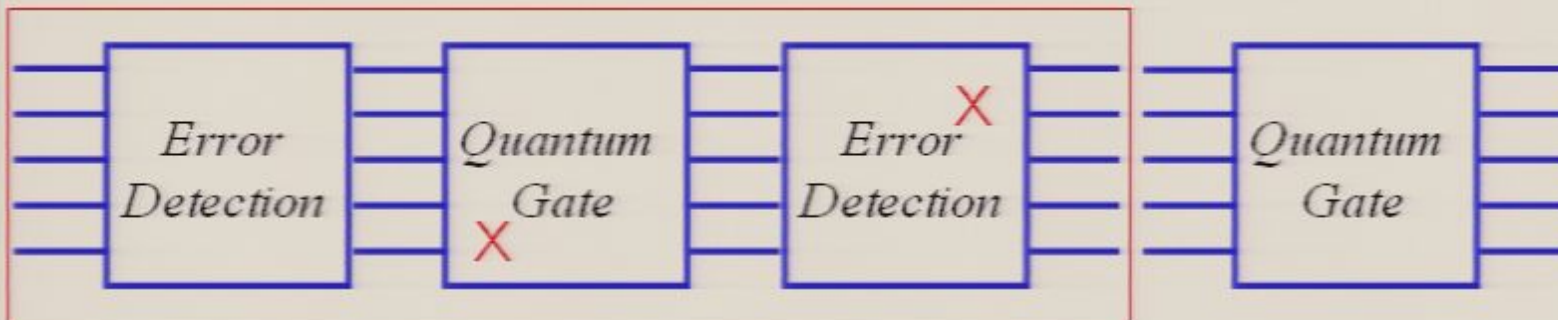 Error
Detection
Quantum
Gate
X
Error
Detection
X
Quantum
Gate